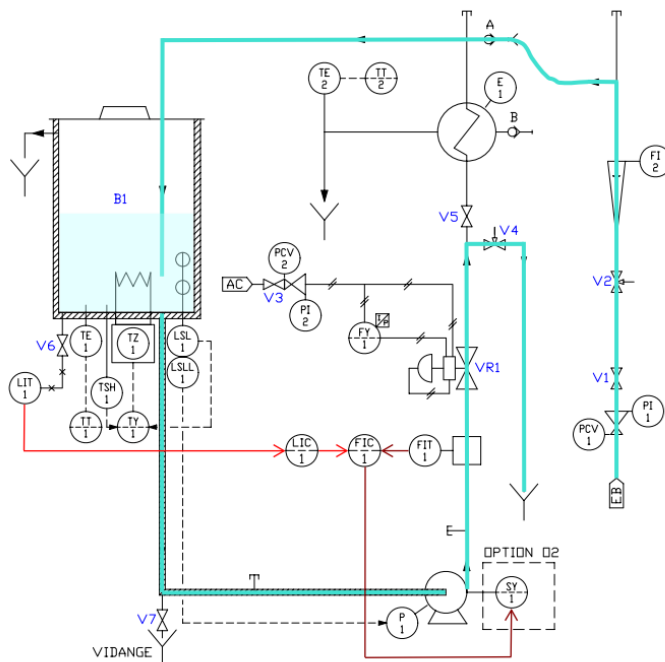 A
TE 2
TT 2
E 1
B
FI 2
B1
V5
V4
PCV 2
AC
V3
PI 2
V2
I/P
FY 1
V6
TE 1
TZ 1
LSL 1
LSLL 1
VR1
LIT 1
TSH 1
V1
TT 1
TY 1
PI 1
PCV 1
LIC 1
FIC 1
FIT 1
EB
OPTION 02
SY 1
P 1
V7
VIDANGE